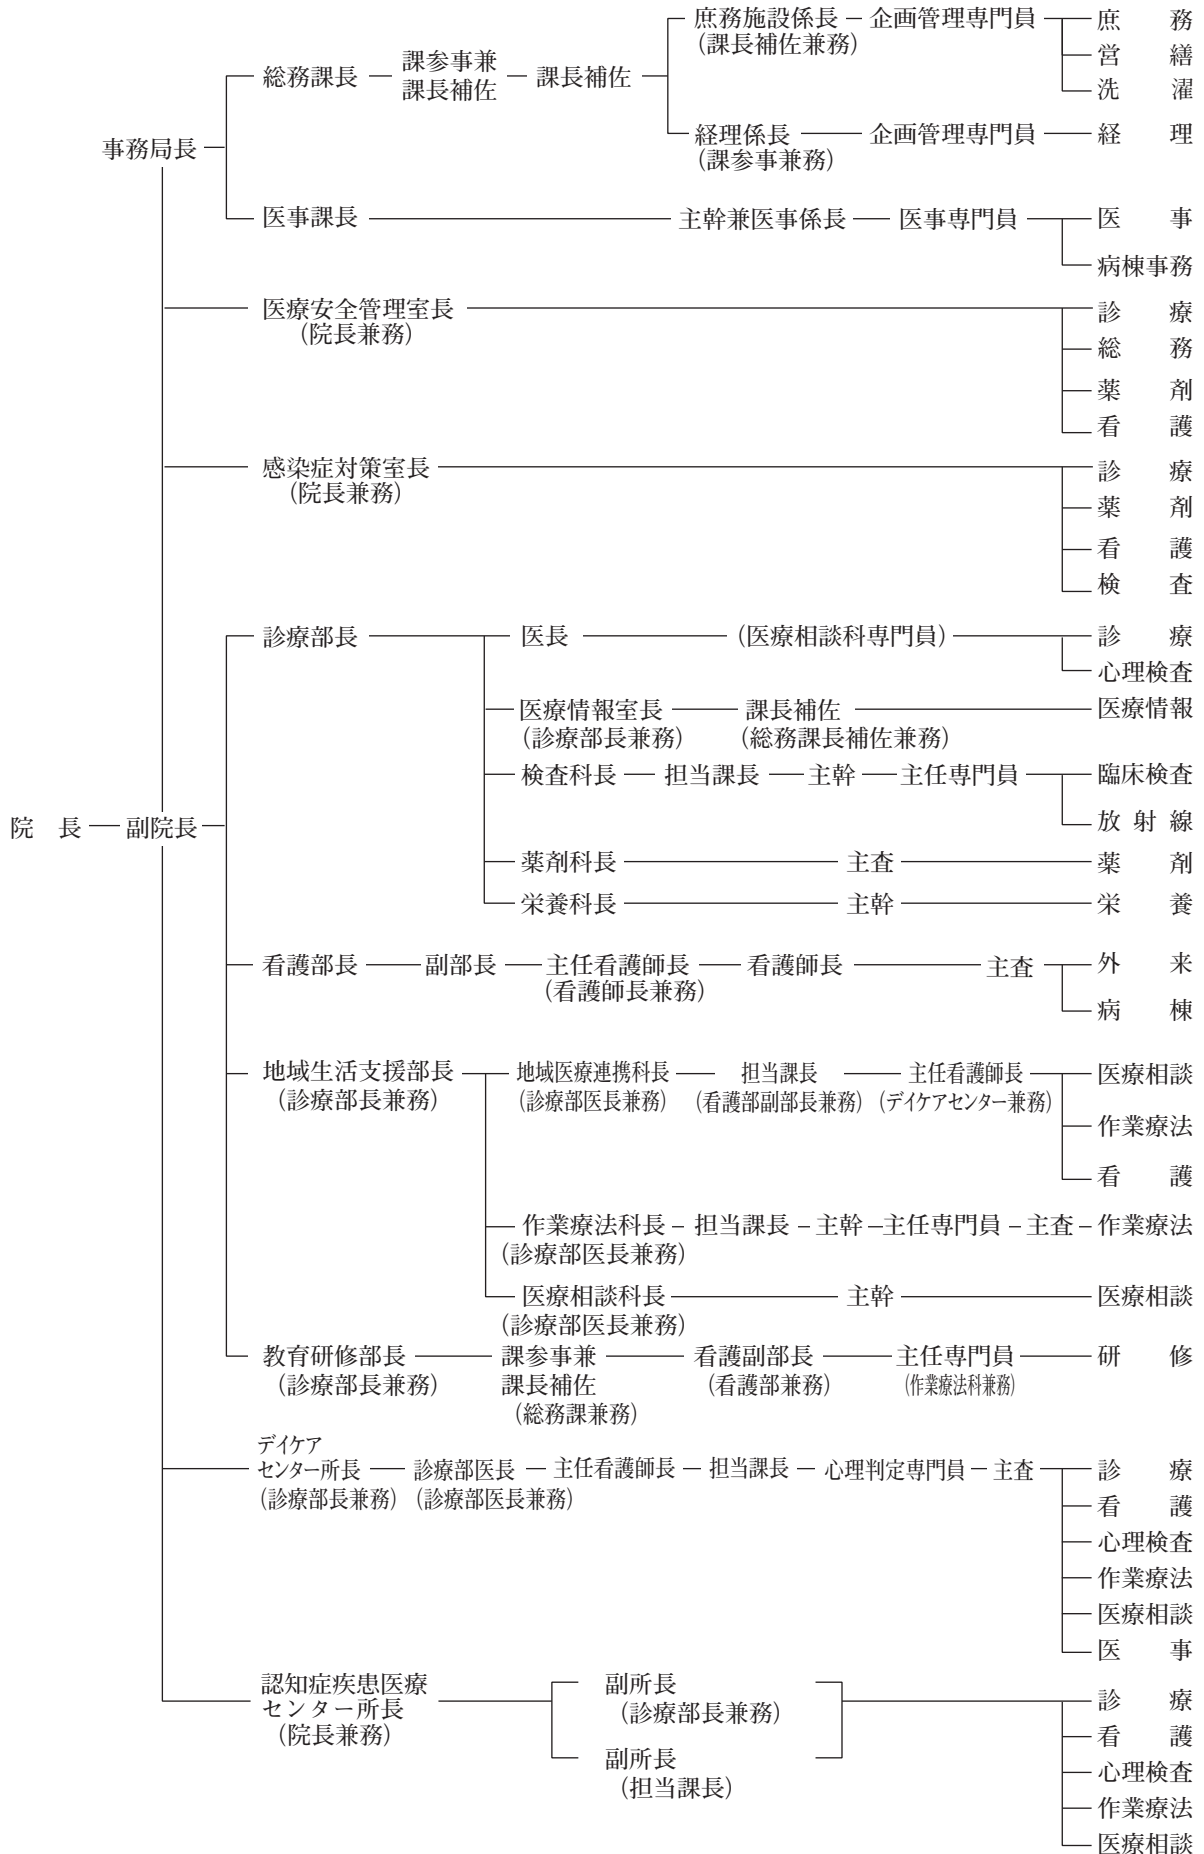 庶務施設係長 企画管理専門員 庶務
(課長補佐兼務)
営繕
総務課長 課参事兼 課長補佐
課長補佐
洗濯
経理係長 企画管理専門員 経理
(課参事兼務)
事務局長
医事課長 主幹兼医事係長 医事専門員 医事
病棟事務
医療安全管理室長 診療
(院長兼務)
総務
薬剤
看護
感染症対策室長 診療
(院長兼務)
薬剤
看護
検査
診療部長 医長 (医療相談科専門員) 診療
心理検査
医療情報室長 課長補佐 医療情報
(診療部長兼務) (総務課長補佐兼務)
検査科長 担当課長 主幹 主任専門員 臨床検査
放射線
院長 副院長
薬剤科長 主査 薬剤
栄養科長 主幹 栄養
看護部長 副部長 主任看護師長 看護師長 主査 外来
(看護師長兼務)
病棟
地域生活支援部長 地域医療連携科長 担当課長 主任看護師長 医療相談
(診療部長兼務) (診療部医長兼務) (看護部副部長兼務) (デイケアセンター兼務)
作業療法
看護
作業療法科長 担当課長 主幹 主任専門員 主査 作業療法
(診療部医長兼務)
医療相談科長 主幹 医療相談
(診療部医長兼務)
教育研修部長 課参事兼 看護副部長 主任専門員 研修
(診療部長兼務) 課長補佐 (看護部兼務) (作業療法科兼務)
(総務課兼務)
デイケア
センター所長 診療部医長 主任看護師長 担当課長 心理判定専門員 主査 診療
(診療部長兼務) (診療部医長兼務)
看護
心理検査
作業療法
医療相談
医事
認知症疾患医療 副所長
センター所長 (診療部長兼務) 診療
(院長兼務)
看護
副所長
(担当課長)
心理検査
作業療法
医療相談